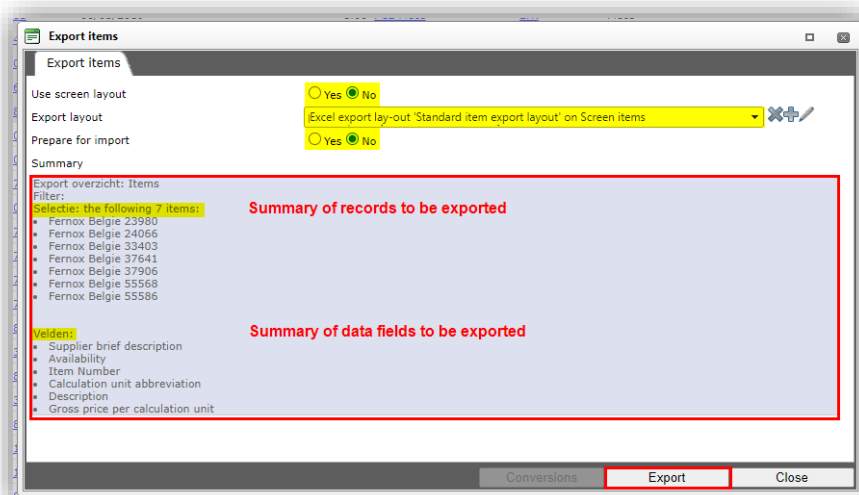 Export items
Export items
Use screen layout Yes No
Export layout Excel export lay-out 'Standard item export layout' on Screen items
Prepare for import Yes No
Summary
Export overzicht: Items
Filter:
Selectie: the following 7 items: Summary of records to be exported
• Fernox Belgie 23980
• Fernox Belgie 24066
• Fernox Belgie 33403
• Fernox Belgie 37641
• Fernox Belgie 37906
• Fernox Belgie 55568
• Fernox Belgie 55586
Velden: Summary of data fields to be exported
• Supplier brief description
• Availability
• Item Number
• Calculation unit abbreviation
• Description
• Gross price per calculation unit
Conversions Export Close